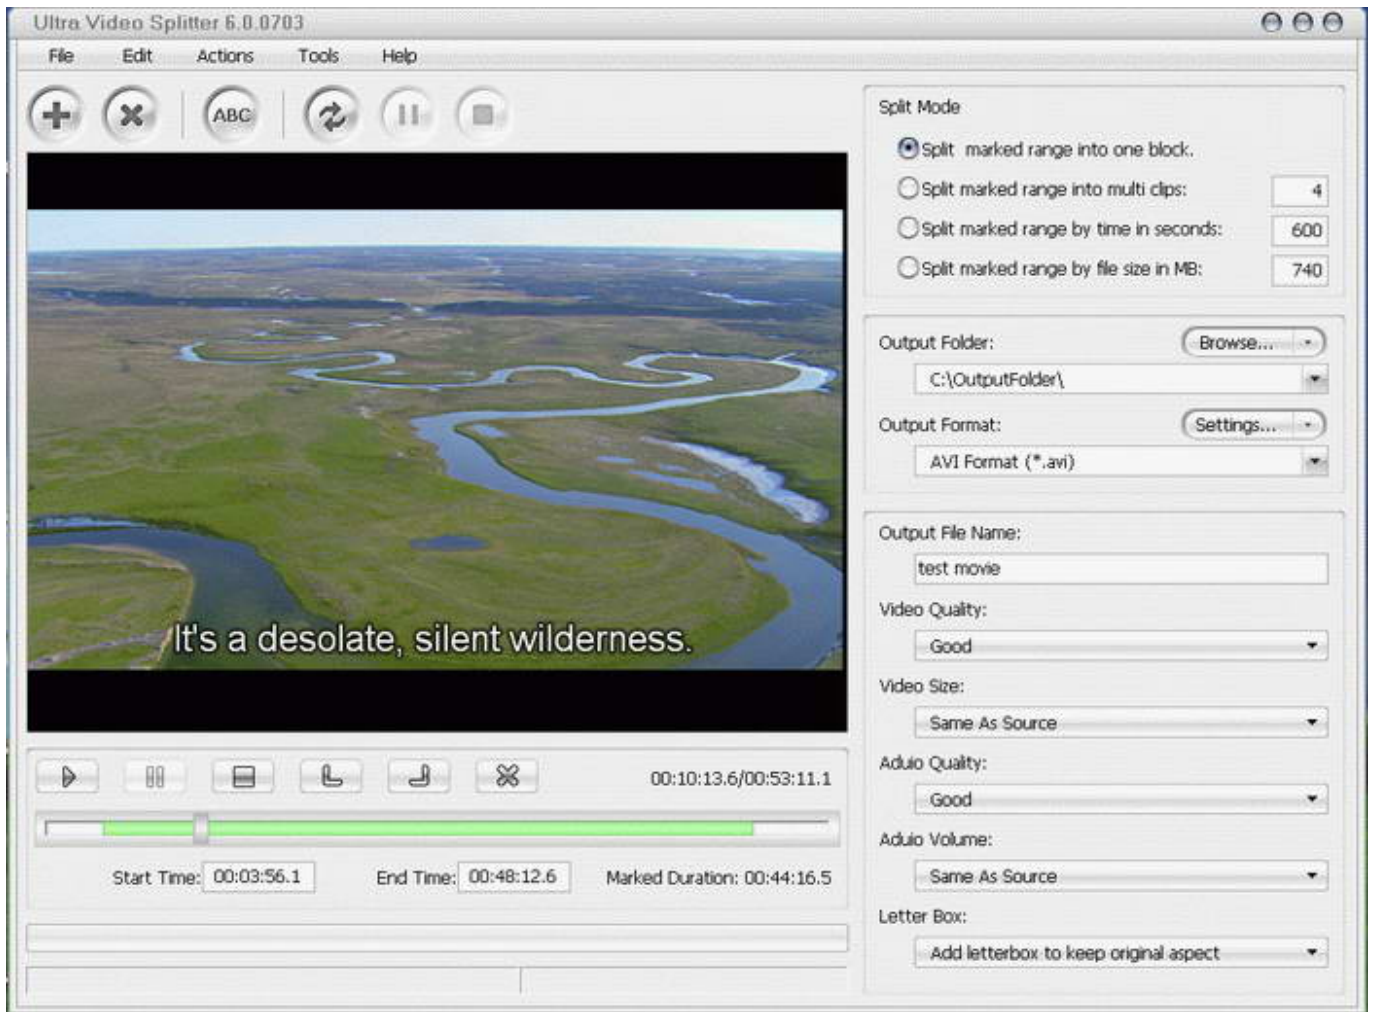 Ultra Video Splitter 6.0.0703
File Edit Actions Tools Help
ABC
Split Mode
Split marked range into one block.
Split marked range into multi clips: 4
Split marked range by time in seconds: 600
Split marked range by file size in MB: 740
Output Folder: Browse...
C:\OutputFolder\
Output Format: Settings...
AVI Format (*.avi)
Output File Name:
test movie
Video Quality:
Good
Video Size:
Same As Source
Aduio Quality:
Good
Aduio Volume:
Same As Source
Letter Box:
Add letterbox to keep original aspect
It's a desolate, silent wilderness.
00:10:13.6/00:53:11.1
Start Time: 00:03:56.1 End Time: 00:48:12.6 Marked Duration: 00:44:16.5